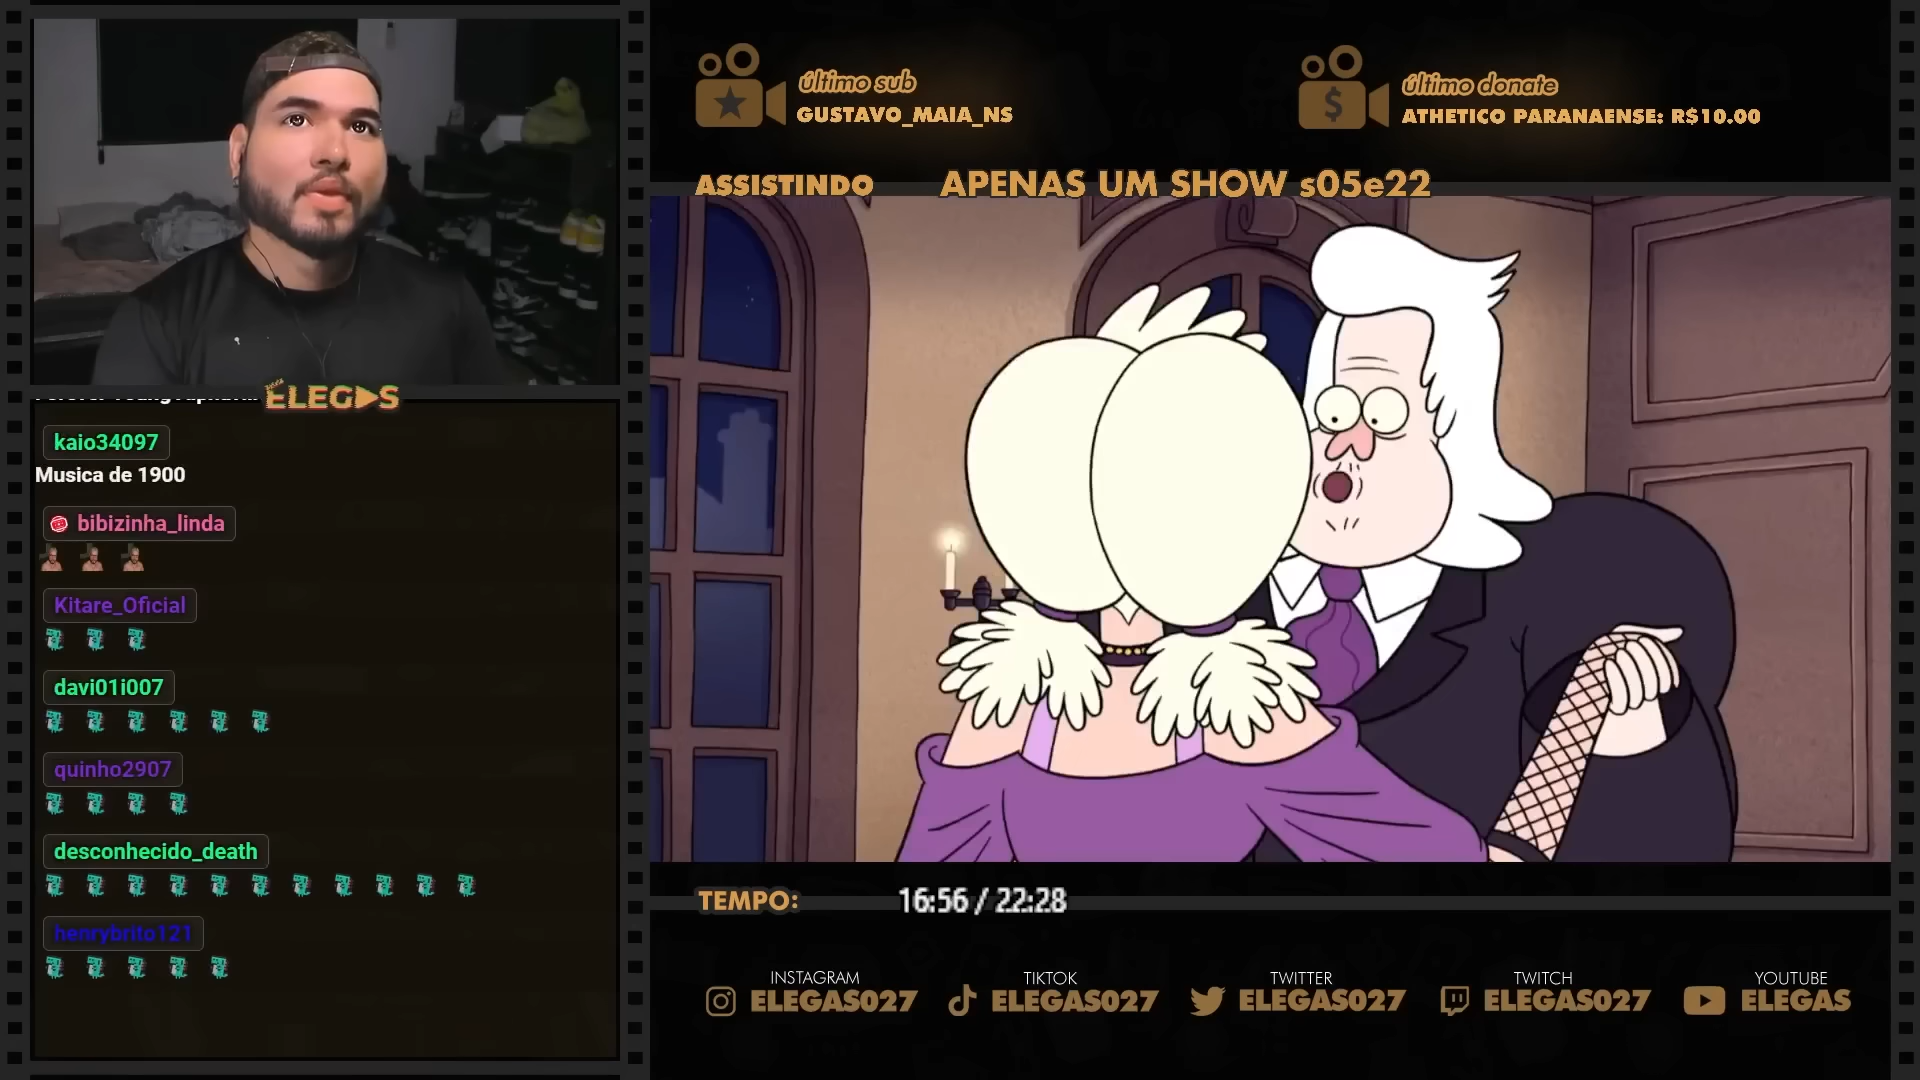 último sub
GUSTAVO_MAIA_NS
último donate
ATHETICO PARANAENSE: R$10.00
ASSISTINDO
APENAS UM SHOW s05e22
ELEGAS
kaio34097
Musica de 1900
bibizinha_linda
Kitare_Oficial
davi01i007
quinho2907
desconhecido_death
henrybrito121
TEMPO:
16:56 / 22:28
INSTAGRAM
ELEGAS027
TIKTOK
ELEGAS027
TWITTER
ELEGAS027
TWITCH
ELEGAS027
YOUTUBE
ELEGAS